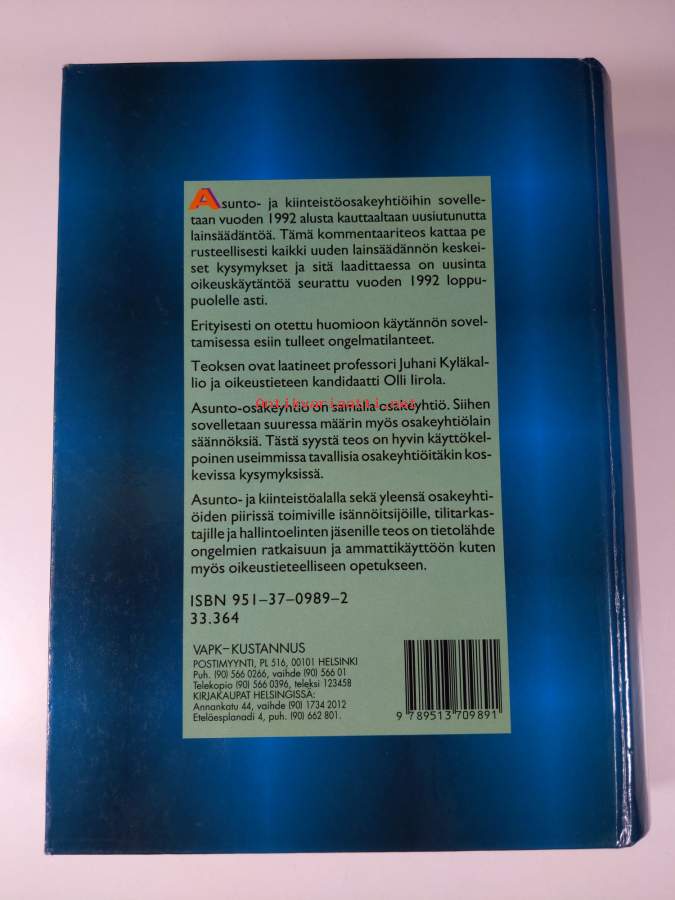 Asunto- ja kiinteistöosakeyhtiöihin sovelle-
taan vuoden 1992 alusta kauttaaltaan uusiutunutta
lainsäädäntöä. Tämä kommentaariteos kattaa pe
rusteellisesti kaikki uuden lainsäädännön keskei-
set kysymykset ja sitä laadittaessa on uusinta
oikeuskäytäntöä seurattu vuoden 1992 loppu-
puolelle asti.
Erityisesti on otettu huomioon käytännön sovel-
tamisessa esiin tulleet ongelmatilanteet.
Teoksen ovat laatineet professori Juhani Kyläkal-
lio ja oikeustieteen kandidaatti Olli Iirola.
Antikvariaatti.net
Asunto-osakeyhtiö on samalla osakeyhtiö. Siihen
sovelletaan suuressa määrin myös osakeyhtiölain
säännöksiä. Tästä syystä teos on hyvin käyttökel-
poinen useimmissa tavallisia osakeyhtiöitäkin kos-
kevissa kysymyksissä.
Asunto- ja kiinteistöalalla sekä yleensä osakeyhti-
öiden piirissä toimiville isännöitsijöille, tilitarkas-
tajille ja hallintoelinten jäsenille teos on tietolähde
ongelmien ratkaisuun ja ammattikäyttöön kuten
myös oikeustieteelliseen opetukseen.
ISBN 951-37-0989-2
33.364
VAPK-KUSTANNUS
POSTIMYYNTI, PL 516, 00101 HELSINKI
Puh. (90) 566 0266, vaihde (90) 566 01
Telekopio (90) 566 0396, teleksi 123458
KIRJAKAUPAT HELSINGISSÄ:
Annankatu 44, vaihde (90) 1734 2012
Eteläesplanadi 4, puh. (90) 662 801.
9 789513 709891